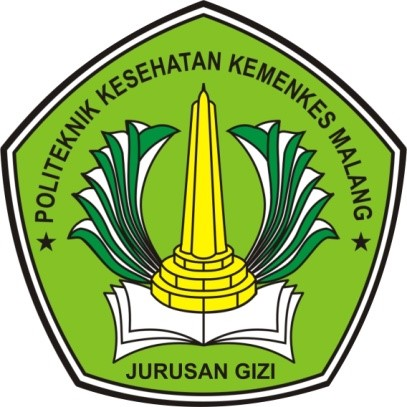 POLITEKNIK KESEHATAN KEMENKES MALANG
JURUSAN GIZI